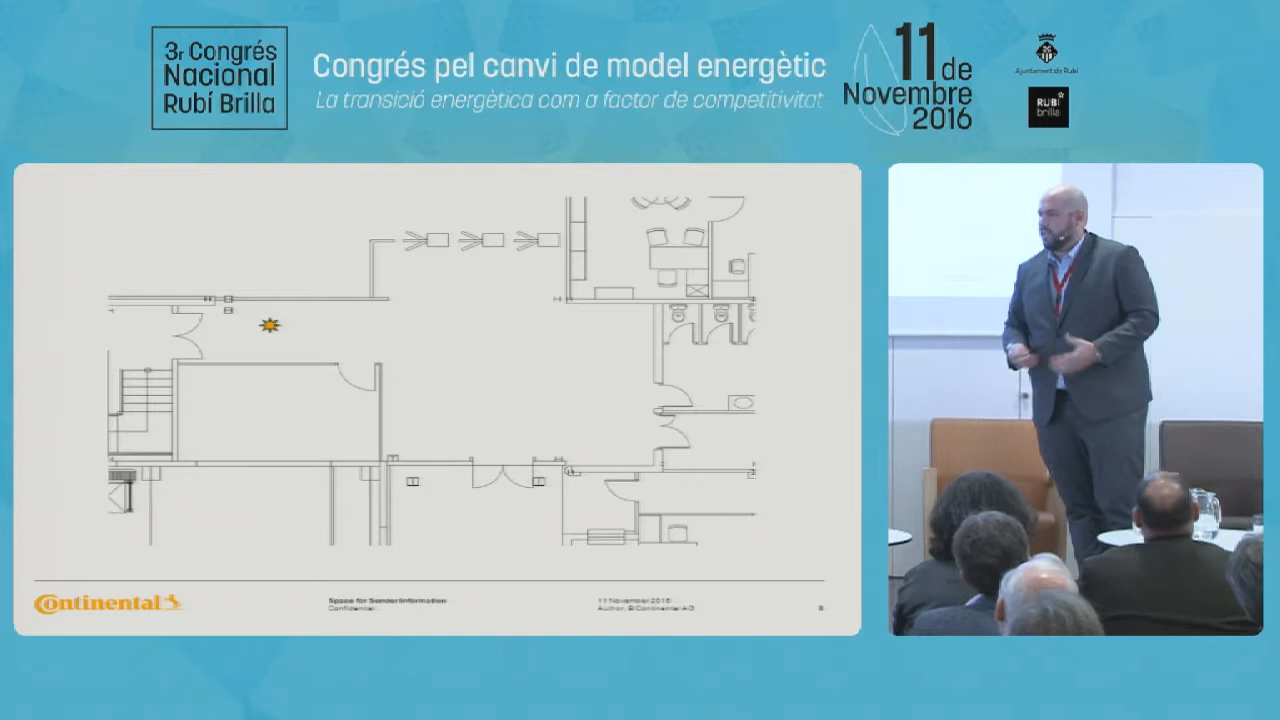 3r Congrés
Nacional
Rubí Brilla
Congrés pel canvi de model energètic
La transició energètica com a factor de competitivitat
11 de
Novembre
2016
Ajuntament de Rubí
RUBÍ
brilla
Continental
Space for Sender Information
Confidential
11 November 2016
Author, © Continental AG
8